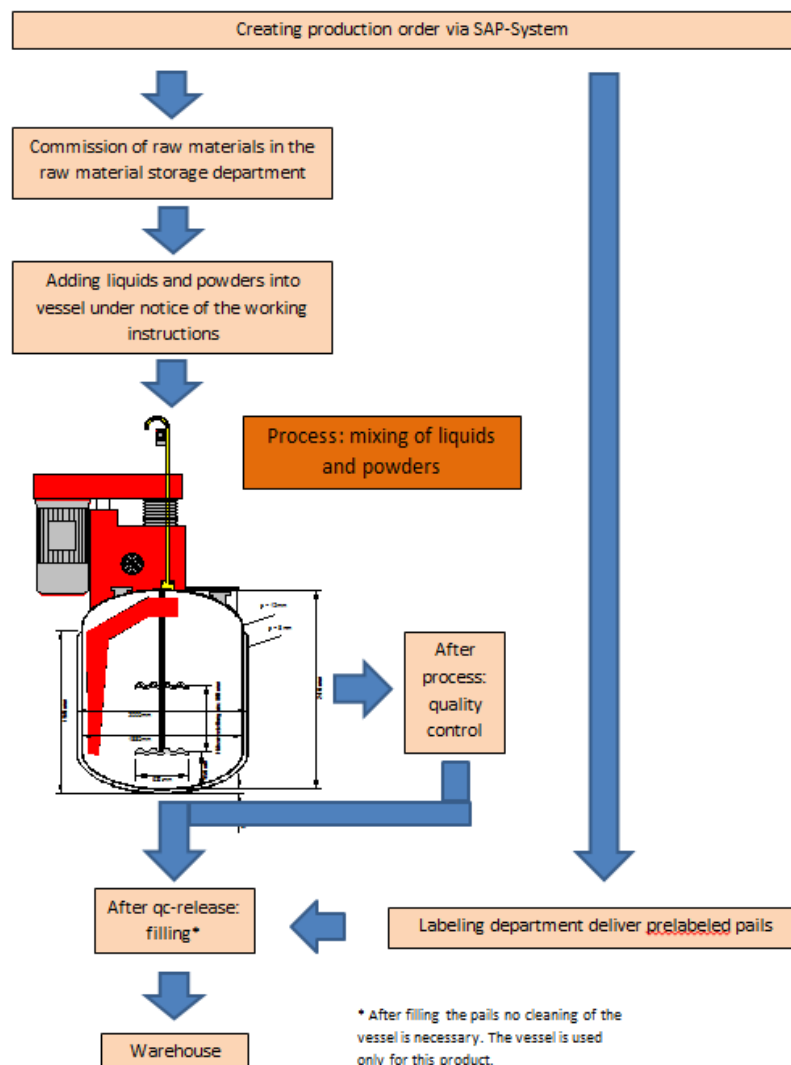 Creating production order via SAP-System
Commission of raw materials in the
raw material storage department
Adding liquids and powders into
vessel under notice of the working
instructions
Process: mixing of liquids
and powders
After
process:
quality
control
After qc-release:
filling*
Labeling department deliver prelabeled pails
Warehouse
* After filling the pails no cleaning of the
vessel is necessary. The vessel is used
only for this product.